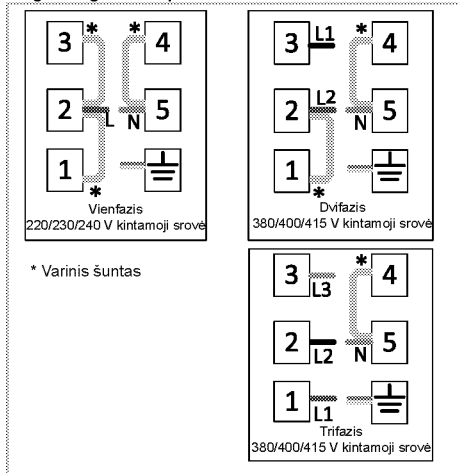 3 * * 4
2 L N 5
1 *
Vienfazis
220/230/240 V kintamoji srovė
3 L1 * 4
2 L2 N 5
1 *
Dvifazis
380/400/415 V kintamoji srovė
* Varinis šuntas
3 L3 * 4
2 L2 N 5
1 L1
Trifazis
380/400/415 V kintamoji srovė